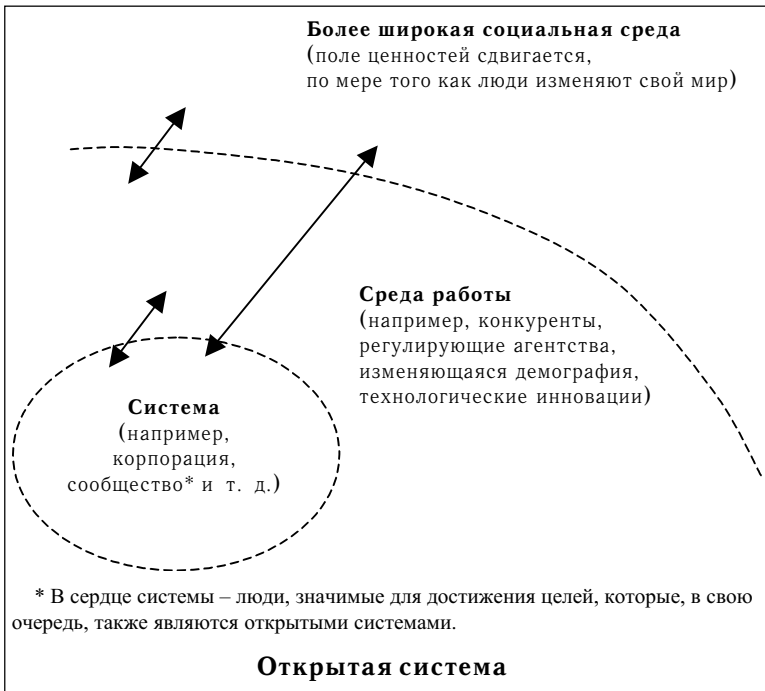 Более широкая социальная среда
(поле ценностей сдвигается,
по мере того как люди изменяют свой мир)
Среда работы
(например, конкуренты,
регулирующие агентства,
изменяющаяся демография,
технологические инновации)
Система
(например,
корпорация,
сообщество* и т. д.)
* В сердце системы – люди, значимые для достижения целей, которые, в свою
очередь, также являются открытыми системами.
Открытая система